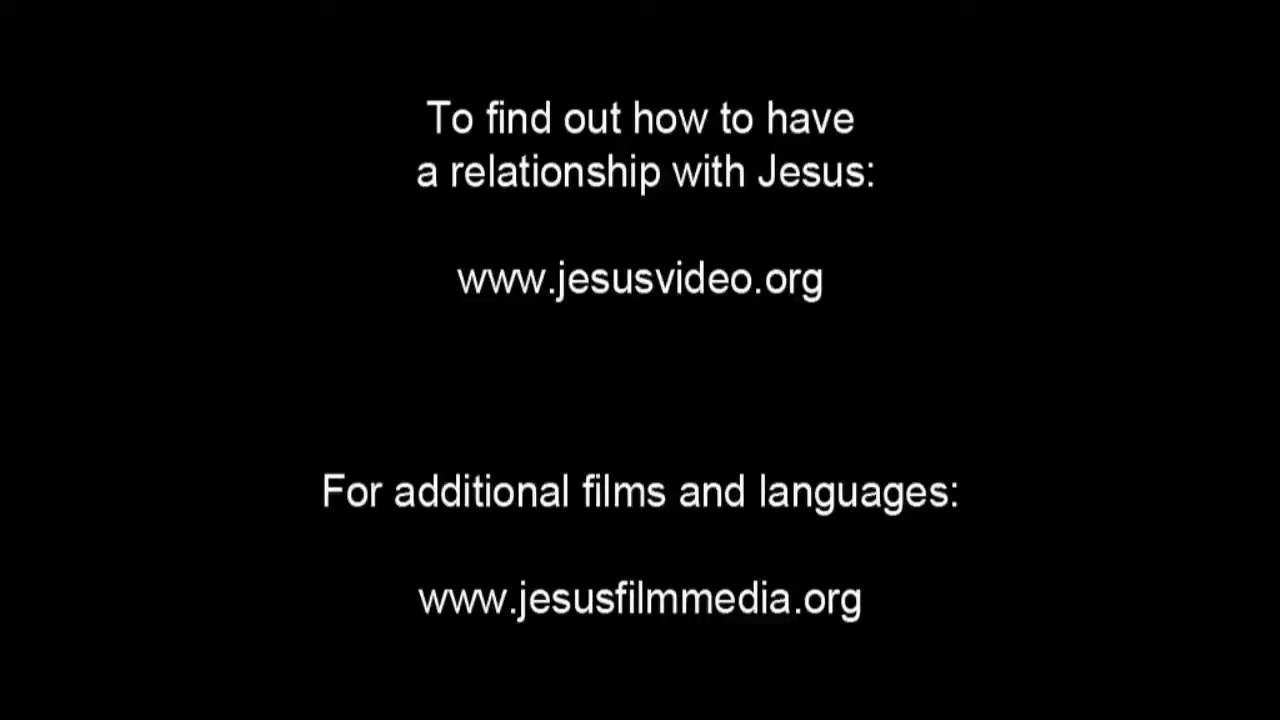 To find out how to have
a relationship with Jesus:
www.jesusvideo.org
For additional films and languages:
www.jesusfilmmedia.org